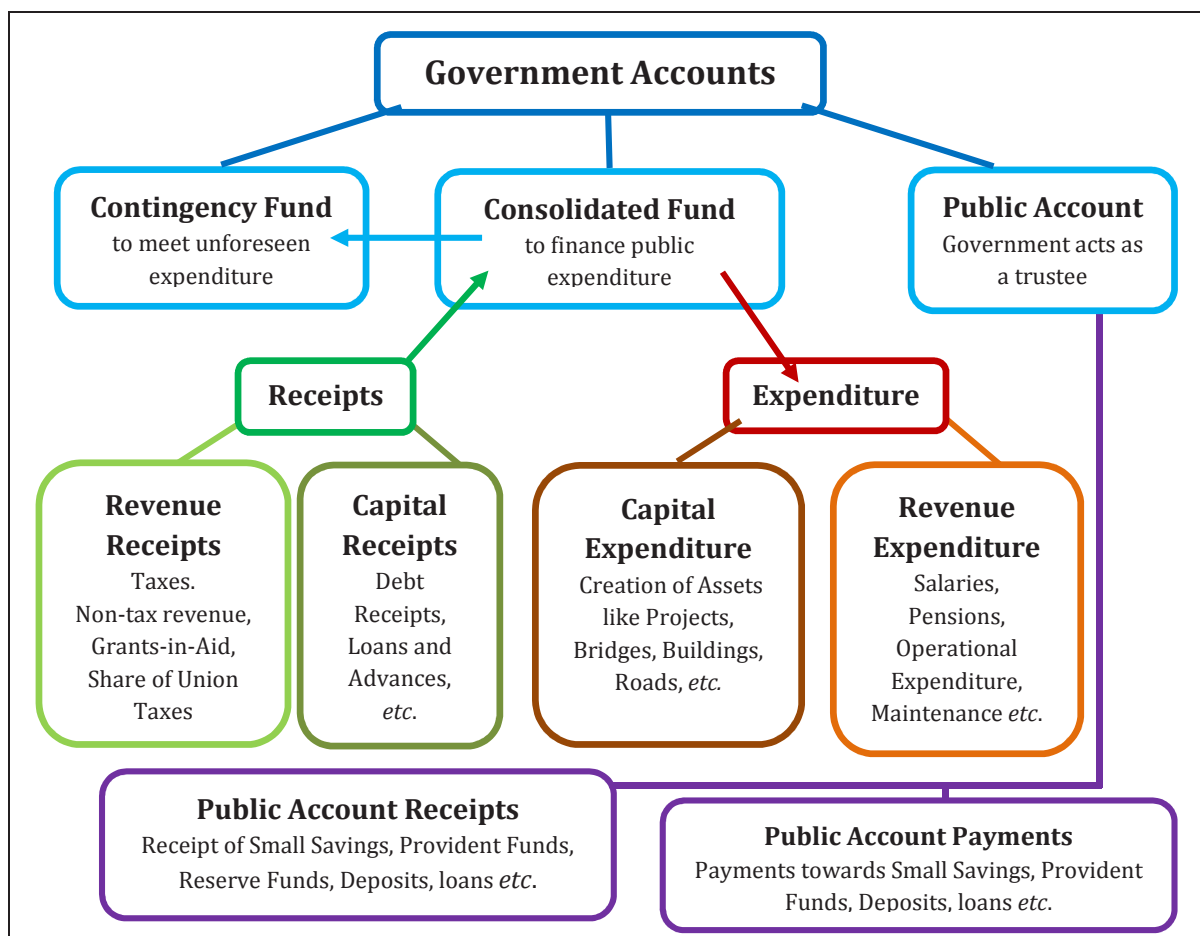 Government Accounts
Contingency Fund
to meet unforeseen
expenditure
Consolidated Fund
to finance public
expenditure
Public Account
Government acts as
a trustee
Receipts
Expenditure
Revenue
Receipts
Taxes.
Non-tax revenue,
Grants-in-Aid,
Share of Union
Taxes
Capital
Receipts
Debt
Receipts,
Loans and
Advances,
etc.
Capital
Expenditure
Creation of Assets
like Projects,
Bridges, Buildings,
Roads, etc.
Revenue
Expenditure
Salaries,
Pensions,
Operational
Expenditure,
Maintenance etc.
Public Account Receipts
Receipt of Small Savings, Provident Funds,
Reserve Funds, Deposits, loans etc.
Public Account Payments
Payments towards Small Savings, Provident
Funds, Deposits, loans etc.